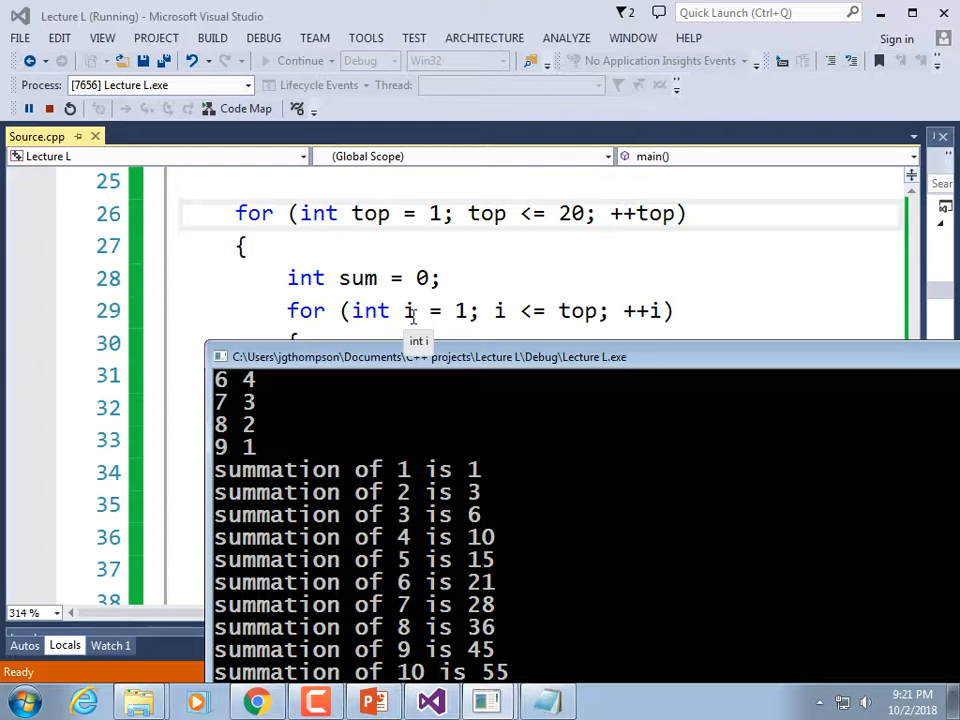 Lecture L (Running) - Microsoft Visual Studio
2
Quick Launch (Ctrl+Q)
FILE EDIT VIEW PROJECT BUILD DEBUG TEAM TOOLS TEST ARCHITECTURE ANALYZE WINDOW HELP
Sign in
Continue Debug Win32 No Application Insights Events
Process: [7656] Lecture L.exe Lifecycle Events Thread:
Code Map
Source.cpp
Lecture L (Global Scope) main()
Sear
25
26 for (int top = 1; top <= 20; ++top)
27 {
28 int sum = 0;
29 for (int i = 1; i <= top; ++i)
30 {
int i
31
32
33
34
35
36
37
38
C:\Users\jgthompson\Documents\C++ projects\Lecture L\Debug\Lecture L.exe
6 4
7 3
8 2
9 1
summation of 1 is 1
summation of 2 is 3
summation of 3 is 6
summation of 4 is 10
summation of 5 is 15
summation of 6 is 21
summation of 7 is 28
summation of 8 is 36
summation of 9 is 45
summation of 10 is 55
314 %
Autos Locals Watch 1
Ready
9:21 PM
10/2/2018